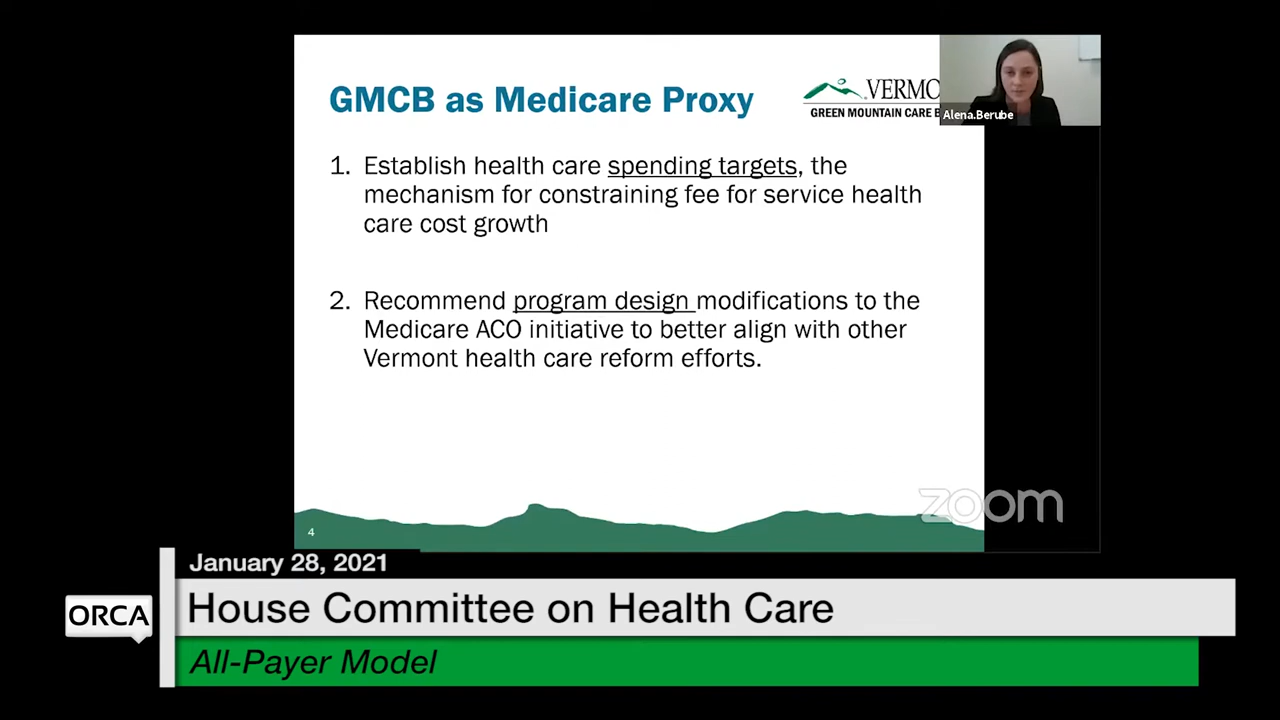 GMCB as Medicare Proxy
VERMO
GREEN MOUNTAIN CARE B
Alena.Berube
1. Establish health care spending targets, the
mechanism for constraining fee for service health
care cost growth
2. Recommend program design modifications to the
Medicare ACO initiative to better align with other
Vermont health care reform efforts.
zoom
4
January 28, 2021
ORCA
House Committee on Health Care
All-Payer Model